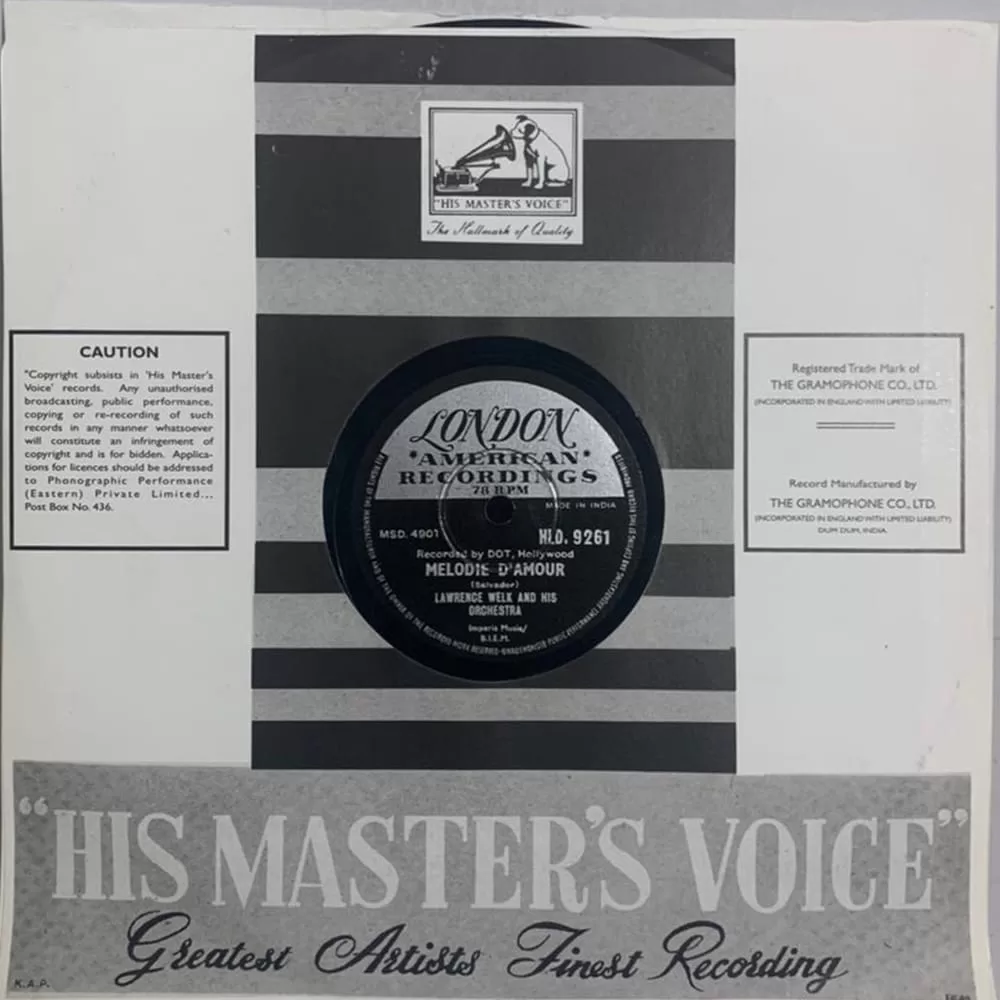 "HIS MASTER'S VOICE"
The Hallmark of Quality
CAUTION
"Copyright subsists in 'His Master's
Voice' records. Any unauthorised
broadcasting, public performance,
copying or re-recording of such
records in any manner whatsoever
will constitute an infringement of
copyright and is for bidden. Applica-
tions for licences should be addressed
to Phonographic Performance
(Eastern) Private Limited...
Post Box No. 436.
Registered Trade Mark of
THE GRAMOPHONE CO., LTD.
(INCORPORATED IN ENGLAND WITH LIMITED LIABILITY)
Record Manufactured by
THE GRAMOPHONE CO., LTD.
(INCORPORATED IN ENGLAND WITH LIMITED LIABILITY)
DUM DUM, INDIA.
LONDON
*AMERICAN*
RECORDINGS
78 RPM
MADE IN INDIA
MSD. 4901
HLD. 9261
Recorded by DOT, Hollywood
MELODIE D'AMOUR
(Salvador)
LAWRENCE WELK AND HIS
ORCHESTRA
Imperia Music/
B.I.E.M.
"HIS MASTER'S VOICE"
Greatest Artists Finest Recording
K.A.P.